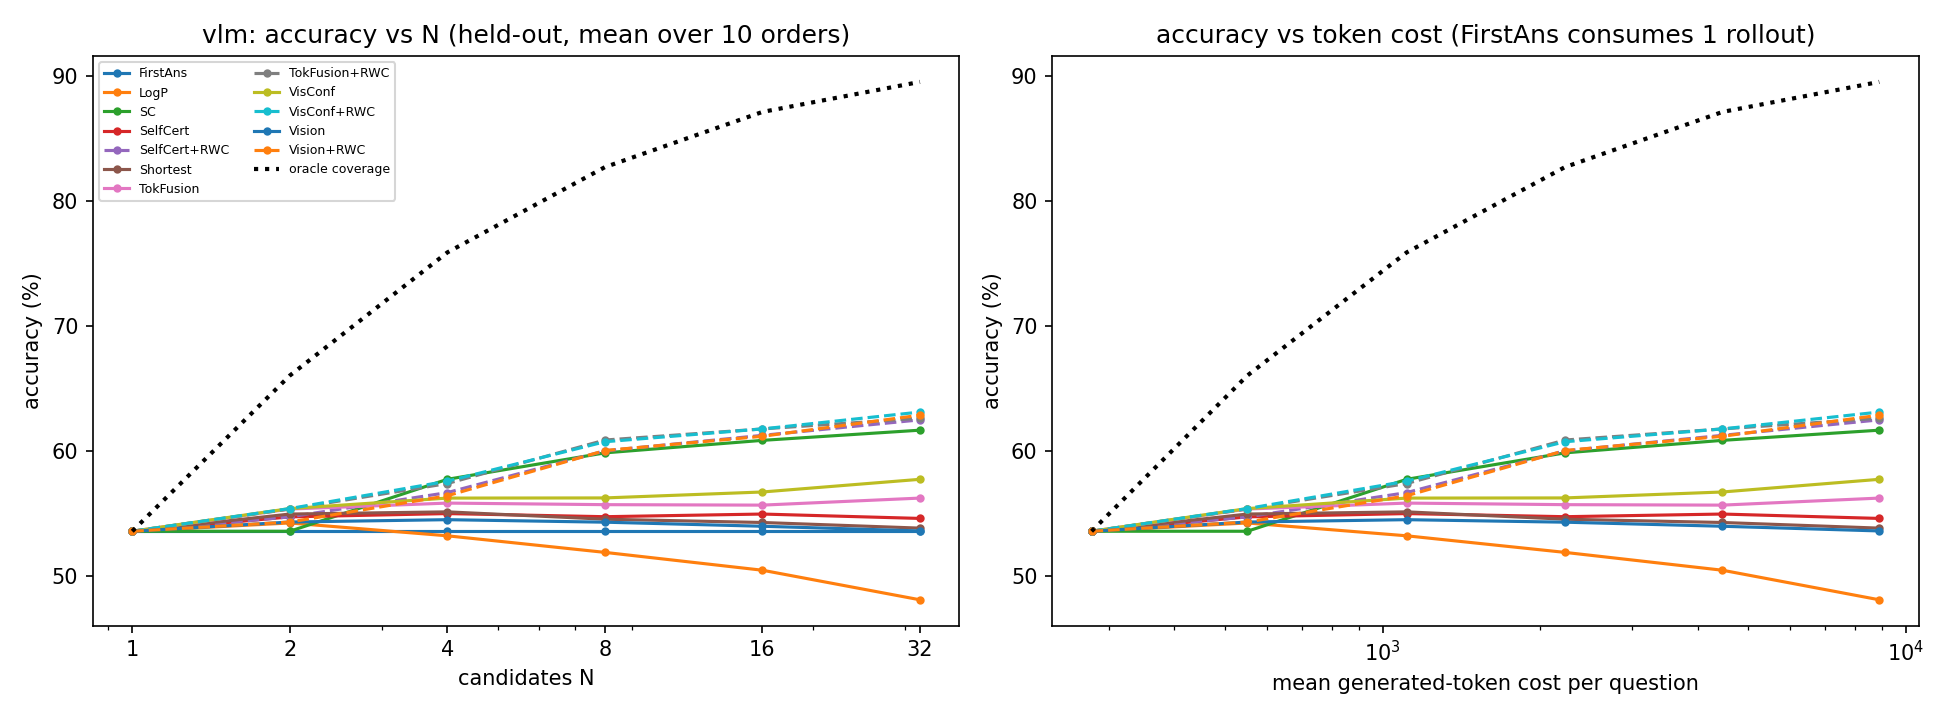 vlm: accuracy vs N (held-out, mean over 10 orders)
accuracy (%)
90
80
70
60
50
FirstAns
LogP
SC
SelfCert
SelfCert+RWC
Shortest
TokFusion
TokFusion+RWC
VisConf
VisConf+RWC
Vision
Vision+RWC
oracle coverage
1 2 4 8 16 32
candidates N
accuracy vs token cost (FirstAns consumes 1 rollout)
accuracy (%)
90
80
70
60
50
10³ 10⁴
mean generated-token cost per question